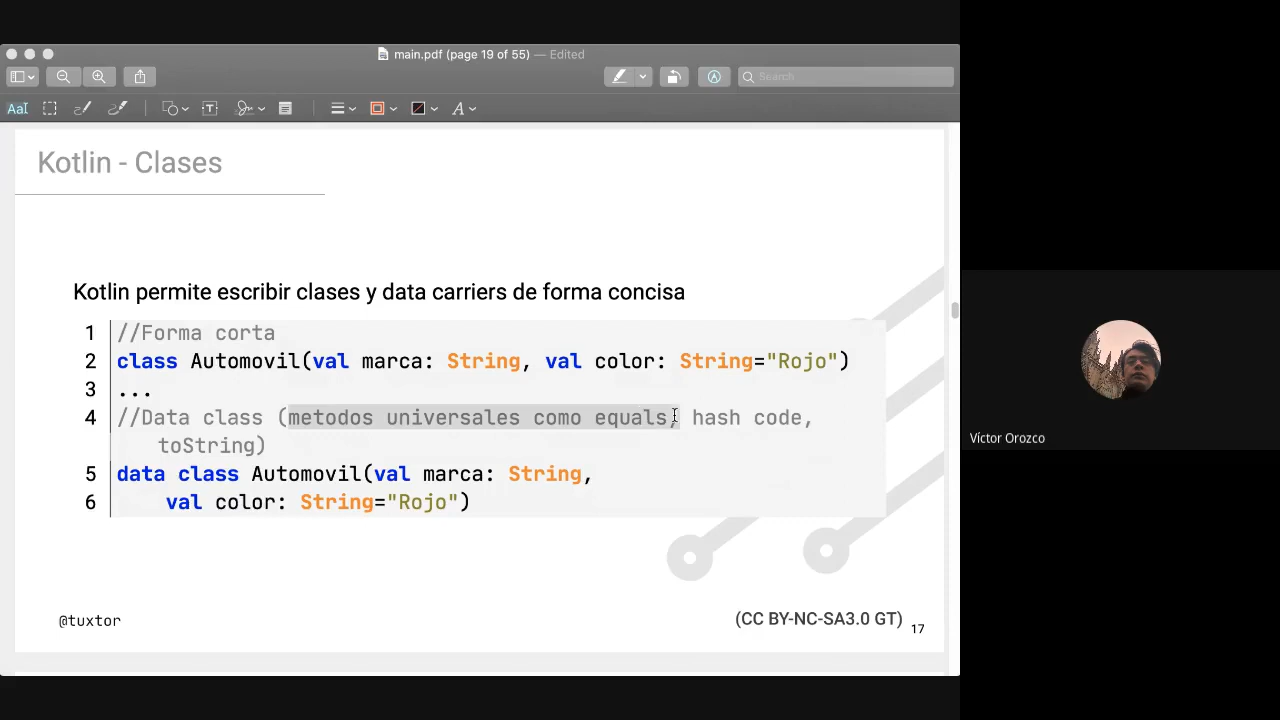 main.pdf (page 19 of 55) — Edited
Search
AaI
T
A
Kotlin - Clases
Kotlin permite escribir clases y data carriers de forma concisa
1 //Forma corta
2 class Automovil(val marca: String, val color: String="Rojo")
3 ...
4 //Data class (metodos universales como equals, hash code,
toString)
5 data class Automovil(val marca: String,
6 val color: String="Rojo")
@tuxtor
(CC BY-NC-SA3.0 GT)
17
Víctor Orozco